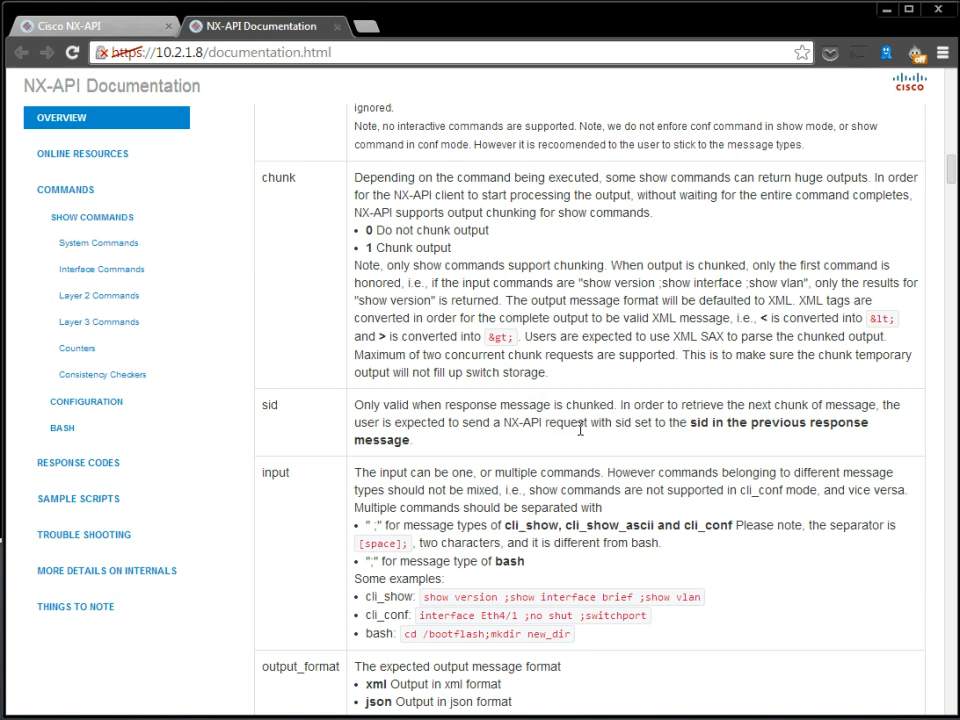 Cisco NX-API
NX-API Documentation
https://10.2.1.8/documentation.html
off
NX-API Documentation
CISCO
OVERVIEW
ONLINE RESOURCES
COMMANDS
SHOW COMMANDS
System Commands
Interface Commands
Layer 2 Commands
Layer 3 Commands
Counters
Consistency Checkers
CONFIGURATION
BASH
RESPONSE CODES
SAMPLE SCRIPTS
TROUBLE SHOOTING
MORE DETAILS ON INTERNALS
THINGS TO NOTE
ignored.
Note, no interactive commands are supported. Note, we do not enfore conf command in show mode, or show
command in conf mode. However it is recoomended to the user to stick to the message types.
chunk
Depending on the command being executed, some show commands can return huge outputs. In order
for the NX-API client to start processing the output, without waiting for the entire command completes,
NX-API supports output chunking for show commands.
• 0 Do not chunk output
• 1 Chunk output
Note, only show commands support chunking. When output is chunked, only the first command is
honored, i.e., if the input commands are "show version ;show interface ;show vlan", only the results for
"show version" is returned. The output message format will be defaulted to XML. XML tags are
converted in order for the complete output to be valid XML message, i.e., < is converted into &lt;
and > is converted into &gt; . Users are expected to use XML SAX to parse the chunked output.
Maximum of two concurrent chunk requests are supported. This is to make sure the chunk temporary
output will not fill up switch storage.
sid
Only valid when response message is chunked. In order to retrieve the next chunk of message, the
user is expected to send a NX-API request with sid set to the sid in the previous response
message.
input
The input can be one, or multiple commands. However commands belonging to different message
types should not be mixed, i.e., show commands are not supported in cli_conf mode, and vice versa.
Multiple commands should be separated with
• " ;" for message types of cli_show, cli_show_ascii and cli_conf Please note, the separator is
[space]; , two characters, and it is different from bash.
• ";" for message type of bash
Some examples:
• cli_show: show version ;show interface brief ;show vlan
• cli_conf: interface Eth4/1 ;no shut ;switchport
• bash: cd /bootflash;mkdir new_dir
output_format
The expected output message format
• xml Output in xml format
• json Output in json format